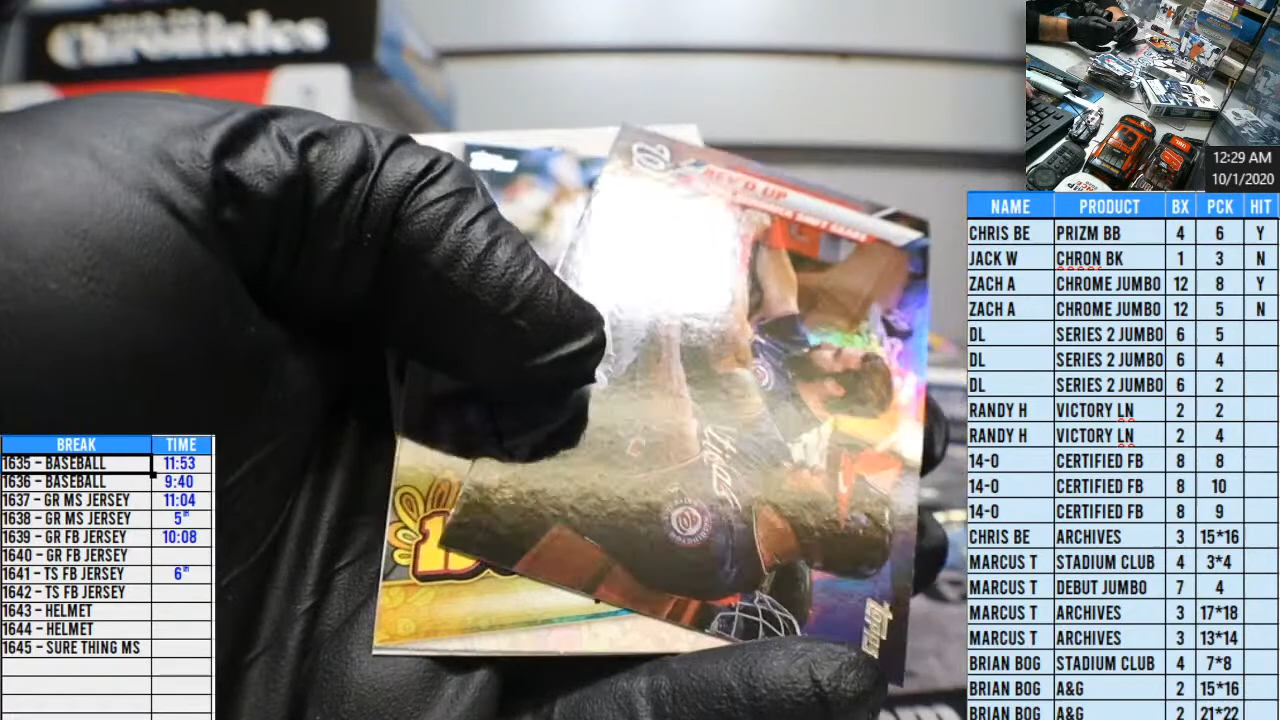 Chronicles
topps
REV'D UP
topps
12:29 AM
10/1/2020
NAME PRODUCT BX PCK HIT
CHRIS BE PRIZM BB 4 6 Y
JACK W CHRON BK 1 3 N
ZACH A CHROME JUMBO 12 8 Y
ZACH A CHROME JUMBO 12 5 N
DL SERIES 2 JUMBO 6 5
DL SERIES 2 JUMBO 6 4
DL SERIES 2 JUMBO 6 2
RANDY H VICTORY LN 2 2
RANDY H VICTORY LN 2 4
14-0 CERTIFIED FB 8 8
14-0 CERTIFIED FB 8 10
14-0 CERTIFIED FB 8 9
CHRIS BE ARCHIVES 3 15*16
MARCUS T STADIUM CLUB 4 3*4
MARCUS T DEBUT JUMBO 7 4
MARCUS T ARCHIVES 3 17*18
MARCUS T ARCHIVES 3 13*14
BRIAN BOG STADIUM CLUB 4 7*8
BRIAN BOG A&G 2 15*16
BRIAN BOG A&G 2 21*22
BREAK TIME
1635 – BASEBALL 11:53
1636 – BASEBALL 9:40
1637 – GR MS JERSEY 11:04
1638 – GR MS JERSEY 5TH
1639 – GR FB JERSEY 10:08
1640 – GR FB JERSEY
1641 – TS FB JERSEY 6TH
1642 – TS FB JERSEY
1643 – HELMET
1644 – HELMET
1645 – SURE THING MS